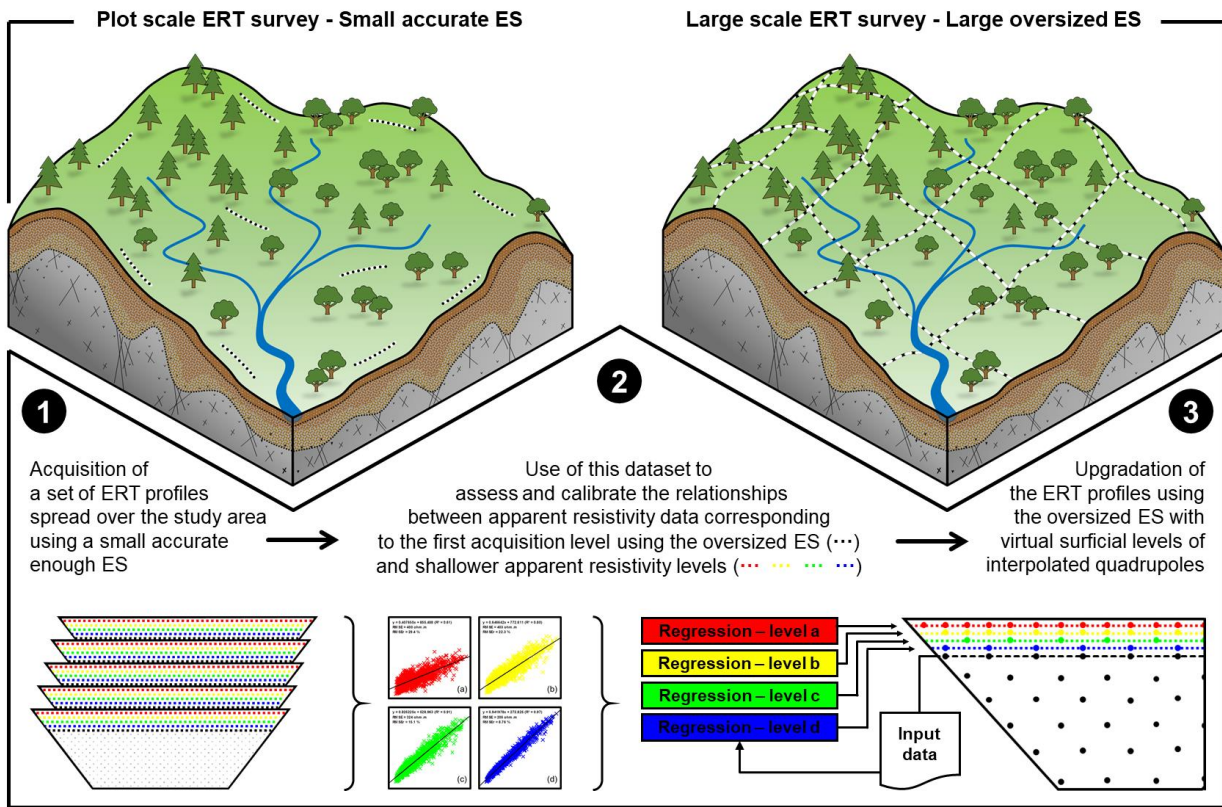 Plot scale ERT survey - Small accurate ES
Large scale ERT survey - Large oversized ES
1
2
3
Acquisition of
a set of ERT profiles
spread over the study area
using a small accurate
enough ES
Use of this dataset to
assess and calibrate the relationships
between apparent resistivity data corresponding
to the first acquisition level using the oversized ES (···)
and shallower apparent resistivity levels (··· ··· ··· ···)
Upgradation of
the ERT profiles using
the oversized ES with
virtual surficial levels of
interpolated quadrupoles
(a)
(b)
(c)
(d)
Regression – level a
Regression – level b
Regression – level c
Regression – level d
Input
data